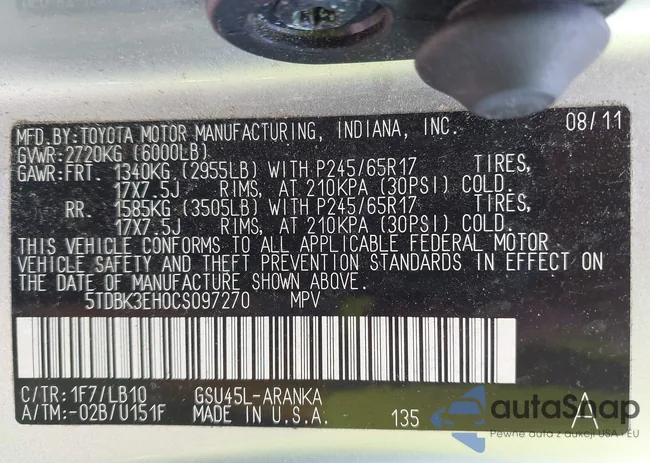 MFD.BY:TOYOTA MOTOR MANUFACTURING, INDIANA, INC. 08/11
GVWR:2720KG (6000LB)
GAWR:FRT. 1340KG (2955LB) WITH P245/65R17 TIRES,
17X7.5J RIMS, AT 210KPA (30PSI) COLD.
RR. 1585KG (3505LB) WITH P245/65R17 TIRES,
17X7.5J RIMS, AT 210KPA (30PSI) COLD.
THIS VEHICLE CONFORMS TO ALL APPLICABLE FEDERAL MOTOR
VEHICLE SAFETY AND THEFT PREVENTION STANDARDS IN EFFECT ON
THE DATE OF MANUFACTURE SHOWN ABOVE.
5TDBK3EH0CS097270 MPV
C/TR:1F7/LB10 GSU45L-ARANKA
A/TM:-02B/U151F MADE IN U.S.A. 135 A
autoSnap
Pewne auta z aukcji USA i EU